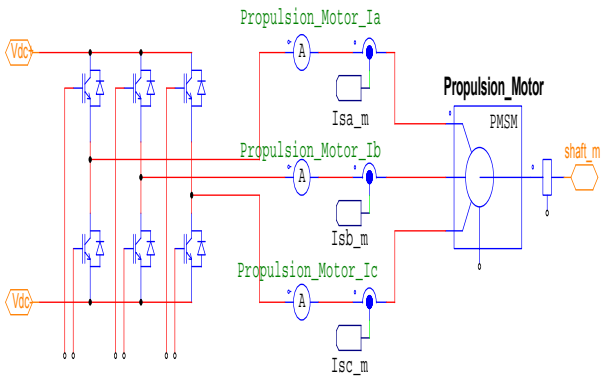 Propulsion_Motor_Ia
Vdc+
A
Isa_m
Propulsion_Motor
PMSM
Propulsion_Motor_Ib
shaft_m
A
Isb_m
Propulsion_Motor_Ic
Vdc-
A
Isc_m